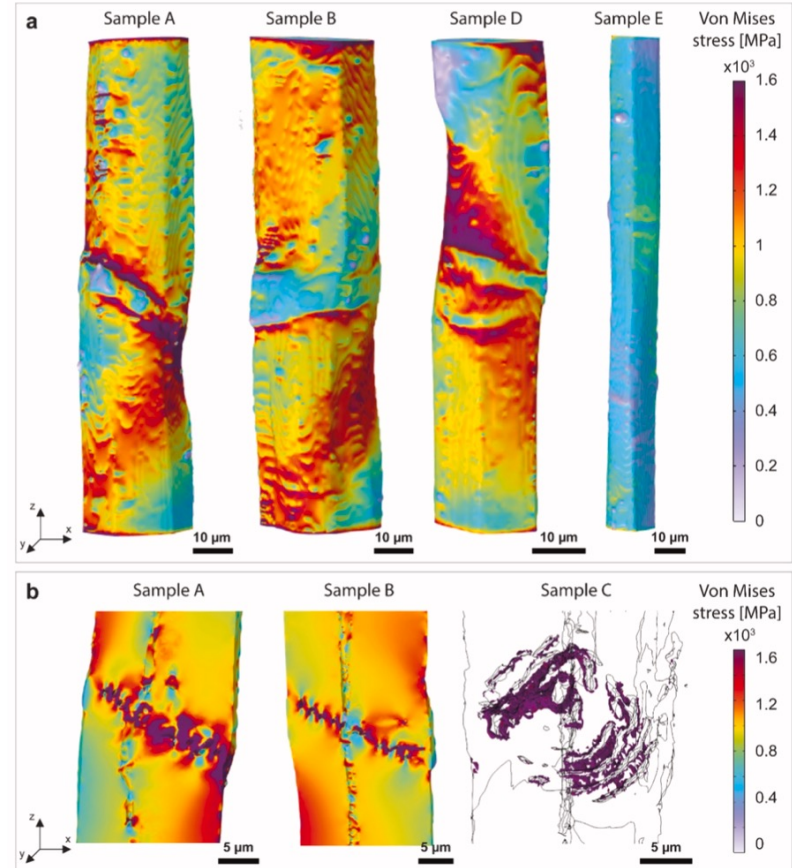 a
Sample A
Sample B
Sample D
Sample E
Von Mises
stress [MPa]
x10³
1.6
1.4
1.2
1
0.8
0.6
0.4
0.2
0
z
x
y
10 µm
10 µm
10 µm
10 µm
b
Sample A
Sample B
Sample C
Von Mises
stress [MPa]
x10³
1.6
1.2
0.8
0.4
0
z
x
y
5 µm
5 µm
5 µm